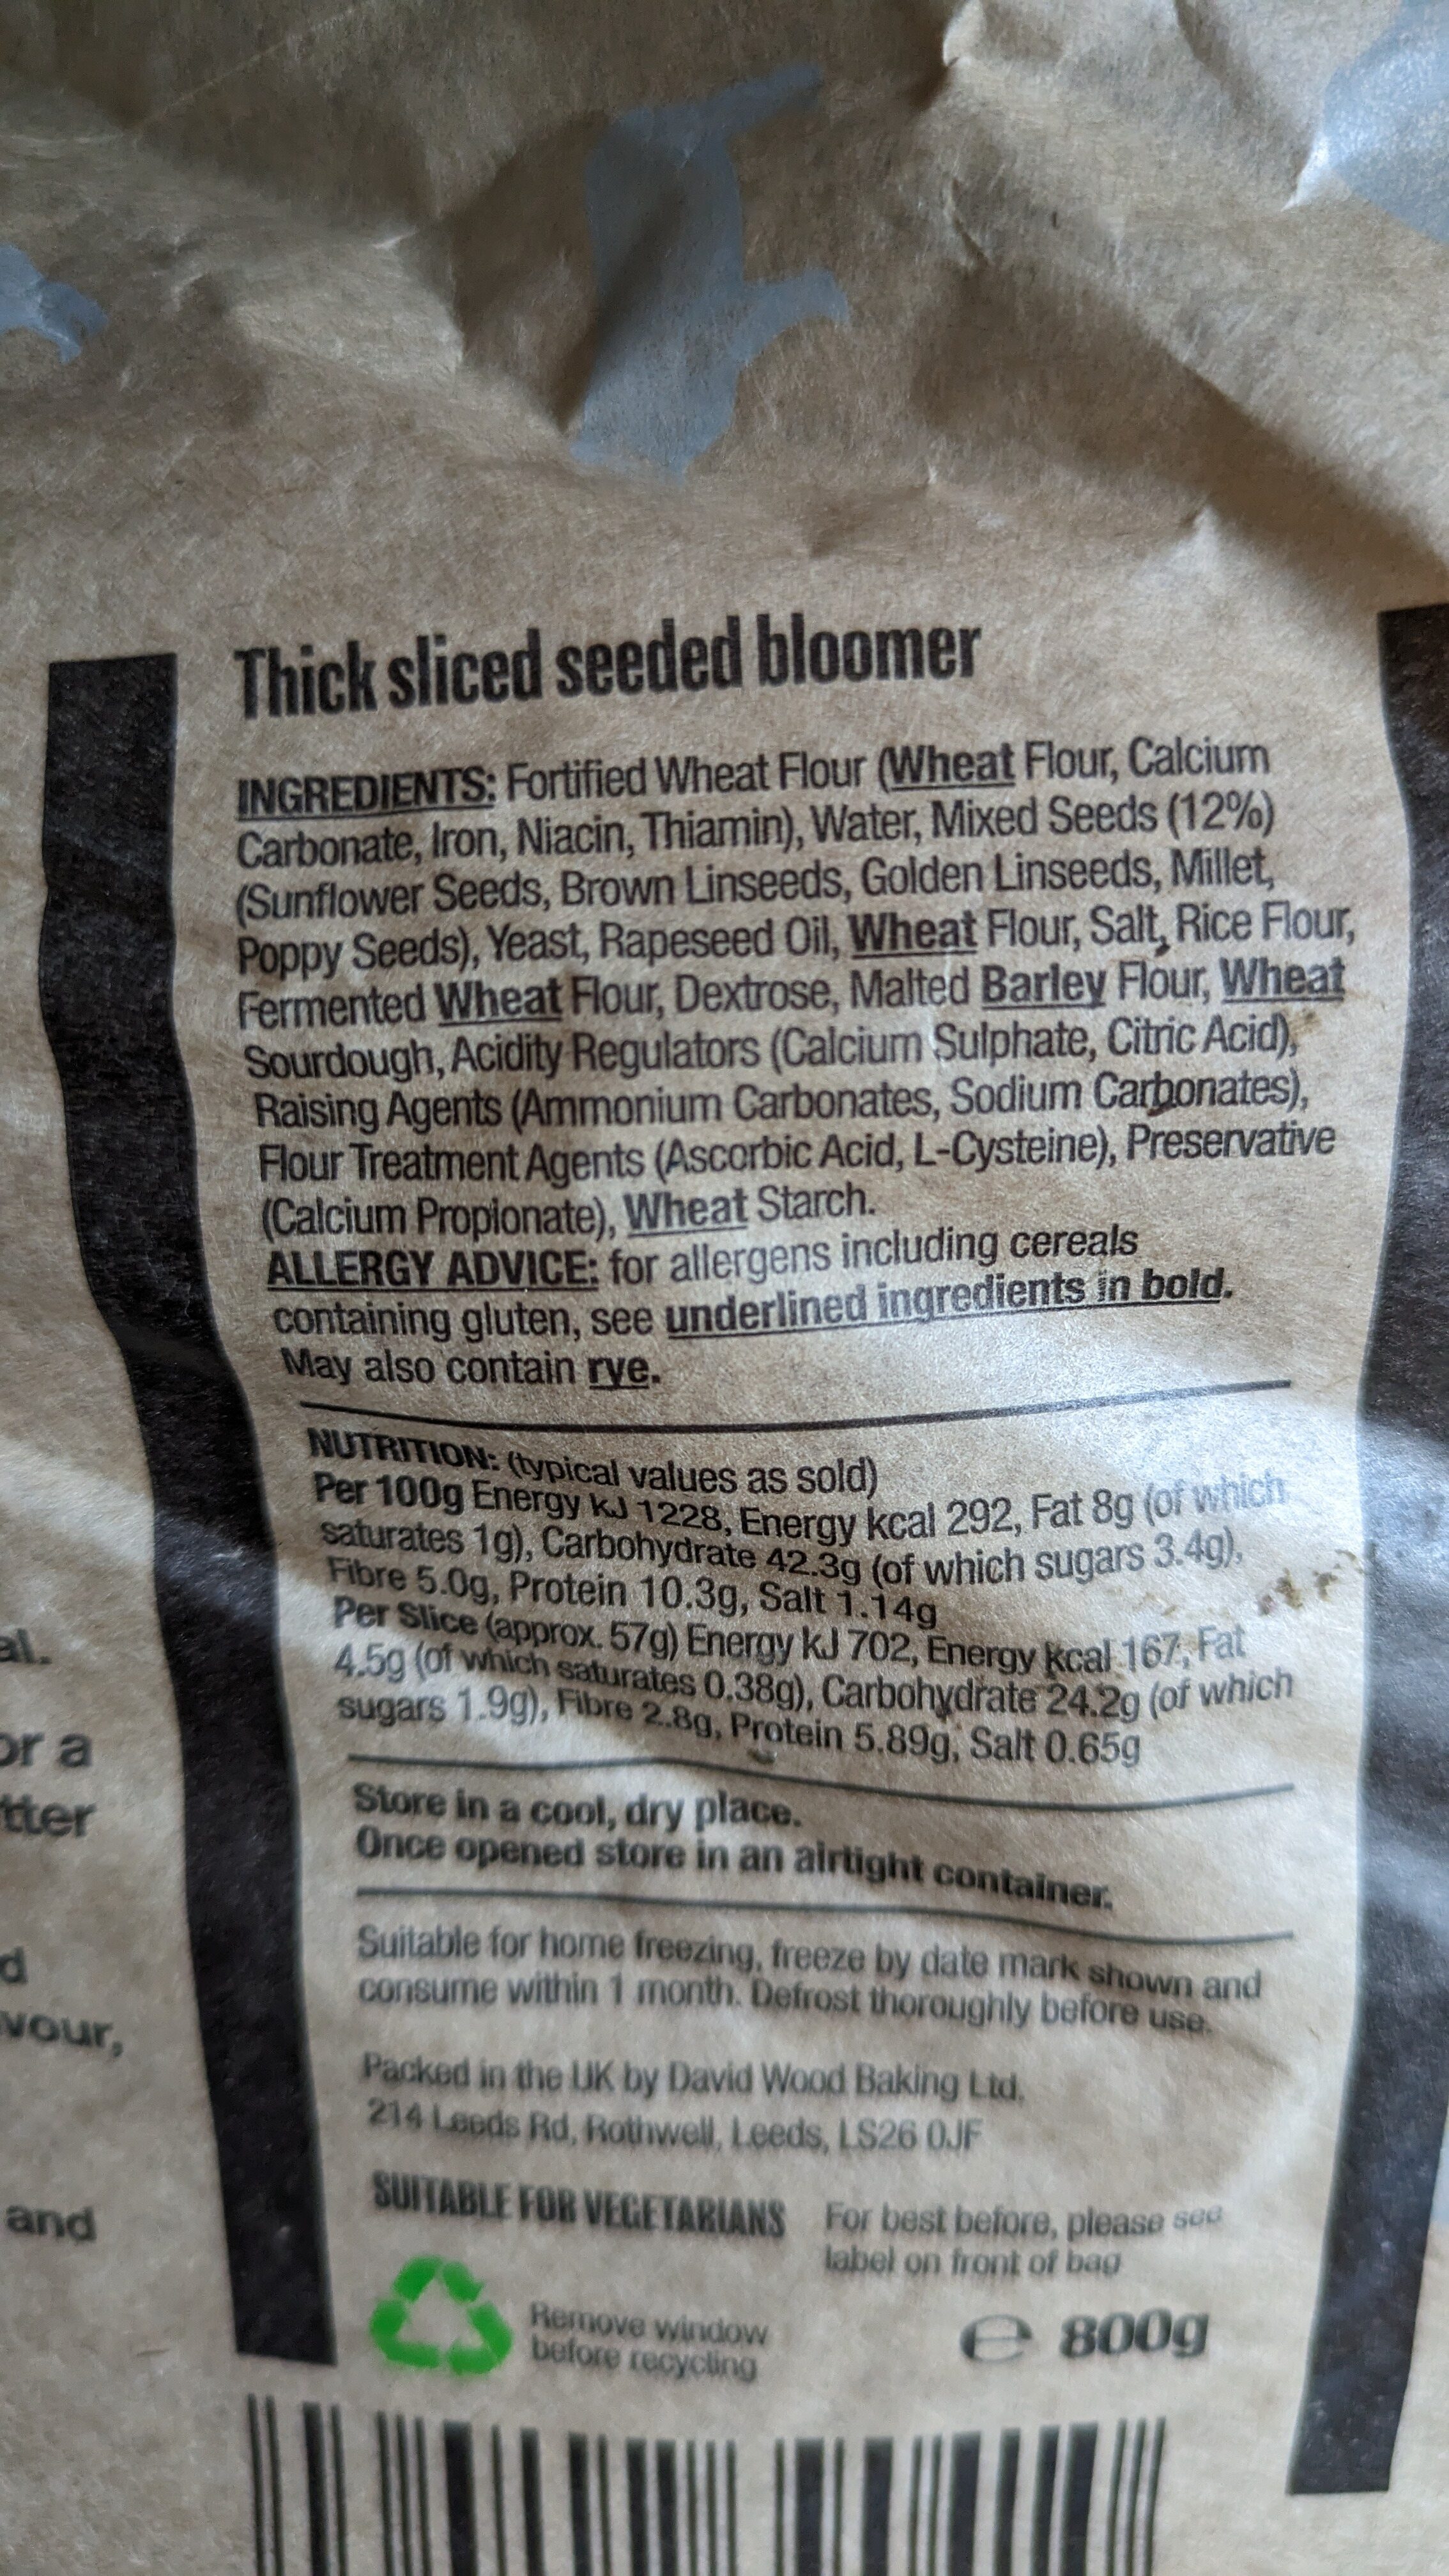 Thick sliced seeded bloomer
INGREDIENTS: Fortified Wheat Flour (Wheat Flour, Calcium
Carbonate, Iron, Niacin, Thiamin), Water, Mixed Seeds (12%)
(Sunflower Seeds, Brown Linseeds, Golden Linseeds, Millet,
Poppy Seeds), Yeast, Rapeseed Oil, Wheat Flour, Salt, Rice Flour,
Fermented Wheat Flour, Dextrose, Malted Barley Flour, Wheat
Sourdough, Acidity Regulators (Calcium Sulphate, Citric Acid),
Raising Agents (Ammonium Carbonates, Sodium Carbonates),
Flour Treatment Agents (Ascorbic Acid, L-Cysteine), Preservative
(Calcium Propionate), Wheat Starch.
ALLERGY ADVICE: for allergens including cereals
containing gluten, see underlined ingredients in bold.
May also contain rye.
NUTRITION: (typical values as sold)
Per 100g Energy kJ 1228, Energy kcal 292, Fat 8g (of which
saturates 1g), Carbohydrate 42.3g (of which sugars 3.4g),
Fibre 5.0g, Protein 10.3g, Salt 1.14g
Per Slice (approx. 57g) Energy kJ 702, Energy kcal 167, Fat
4.5g (of which saturates 0.38g), Carbohydrate 24.2g (of which
sugars 1.9g), Fibre 2.8g, Protein 5.89g, Salt 0.65g
Store in a cool, dry place.
Once opened store in an airtight container.
Suitable for home freezing, freeze by date mark shown and
consume within 1 month. Defrost thoroughly before use.
Packed in the UK by David Wood Baking Ltd,
214 Leeds Rd, Rothwell, Leeds, LS26 0JF
SUITABLE FOR VEGETARIANS
For best before, please see
label on front of bag
Remove window
before recycling
e 800g
or a
and